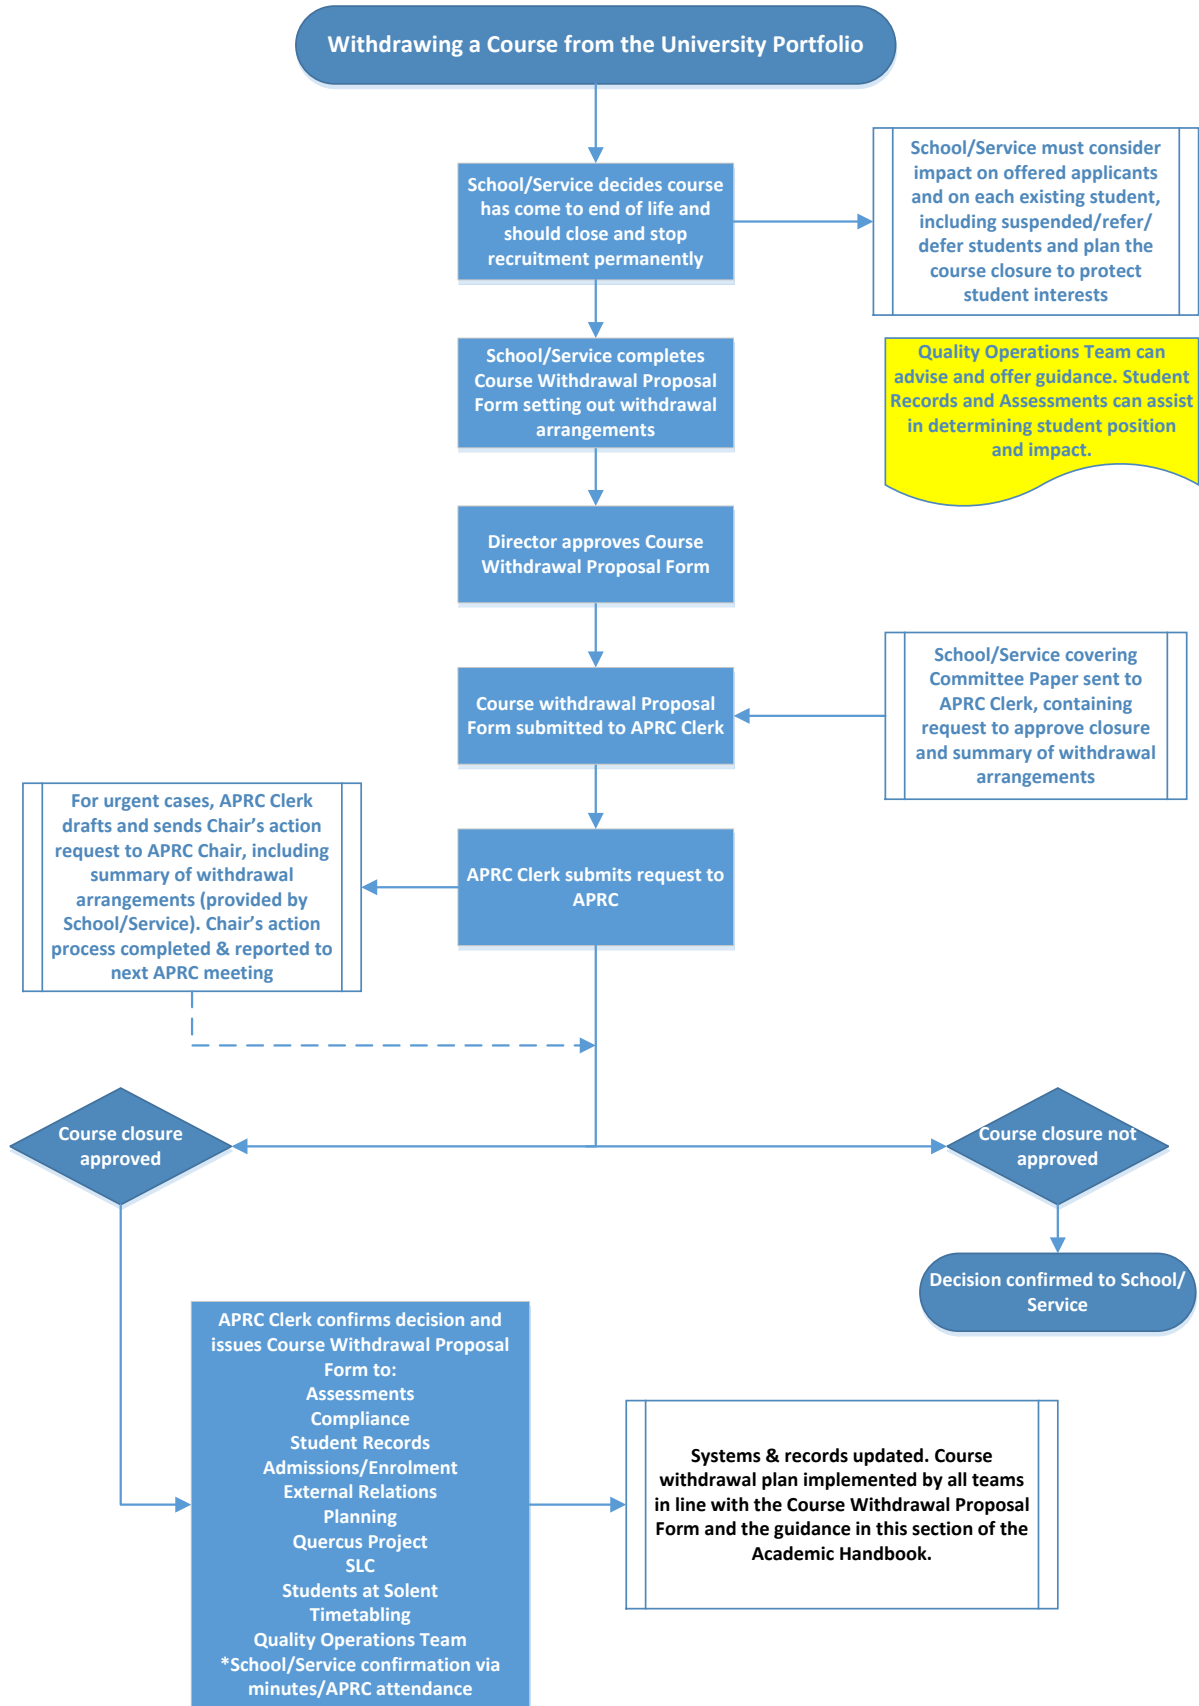 Withdrawing a Course from the University Portfolio
School/Service decides course
has come to end of life and
should close and stop
recruitment permanently
School/Service must consider
impact on offered applicants
and on each existing student,
including suspended/refer/
defer students and plan the
course closure to protect
student interests
School/Service completes
Course Withdrawal Proposal
Form setting out withdrawal
arrangements
Quality Operations Team can
advise and offer guidance. Student
Records and Assessments can assist
in determining student position
and impact.
Director approves Course
Withdrawal Proposal Form
Course withdrawal Proposal
Form submitted to APRC Clerk
School/Service covering
Committee Paper sent to
APRC Clerk, containing
request to approve closure
and summary of withdrawal
arrangements
For urgent cases, APRC Clerk
drafts and sends Chair’s action
request to APRC Chair, including
summary of withdrawal
arrangements (provided by
School/Service). Chair’s action
process completed & reported to
next APRC meeting
APRC Clerk submits request to
APRC
Course closure
approved
Course closure not
approved
Decision confirmed to School/
Service
APRC Clerk confirms decision and
issues Course Withdrawal Proposal
Form to:
Assessments
Compliance
Student Records
Admissions/Enrolment
External Relations
Planning
Quercus Project
SLC
Students at Solent
Timetabling
Quality Operations Team
*School/Service confirmation via
minutes/APRC attendance
Systems & records updated. Course
withdrawal plan implemented by all teams
in line with the Course Withdrawal Proposal
Form and the guidance in this section of the
Academic Handbook.